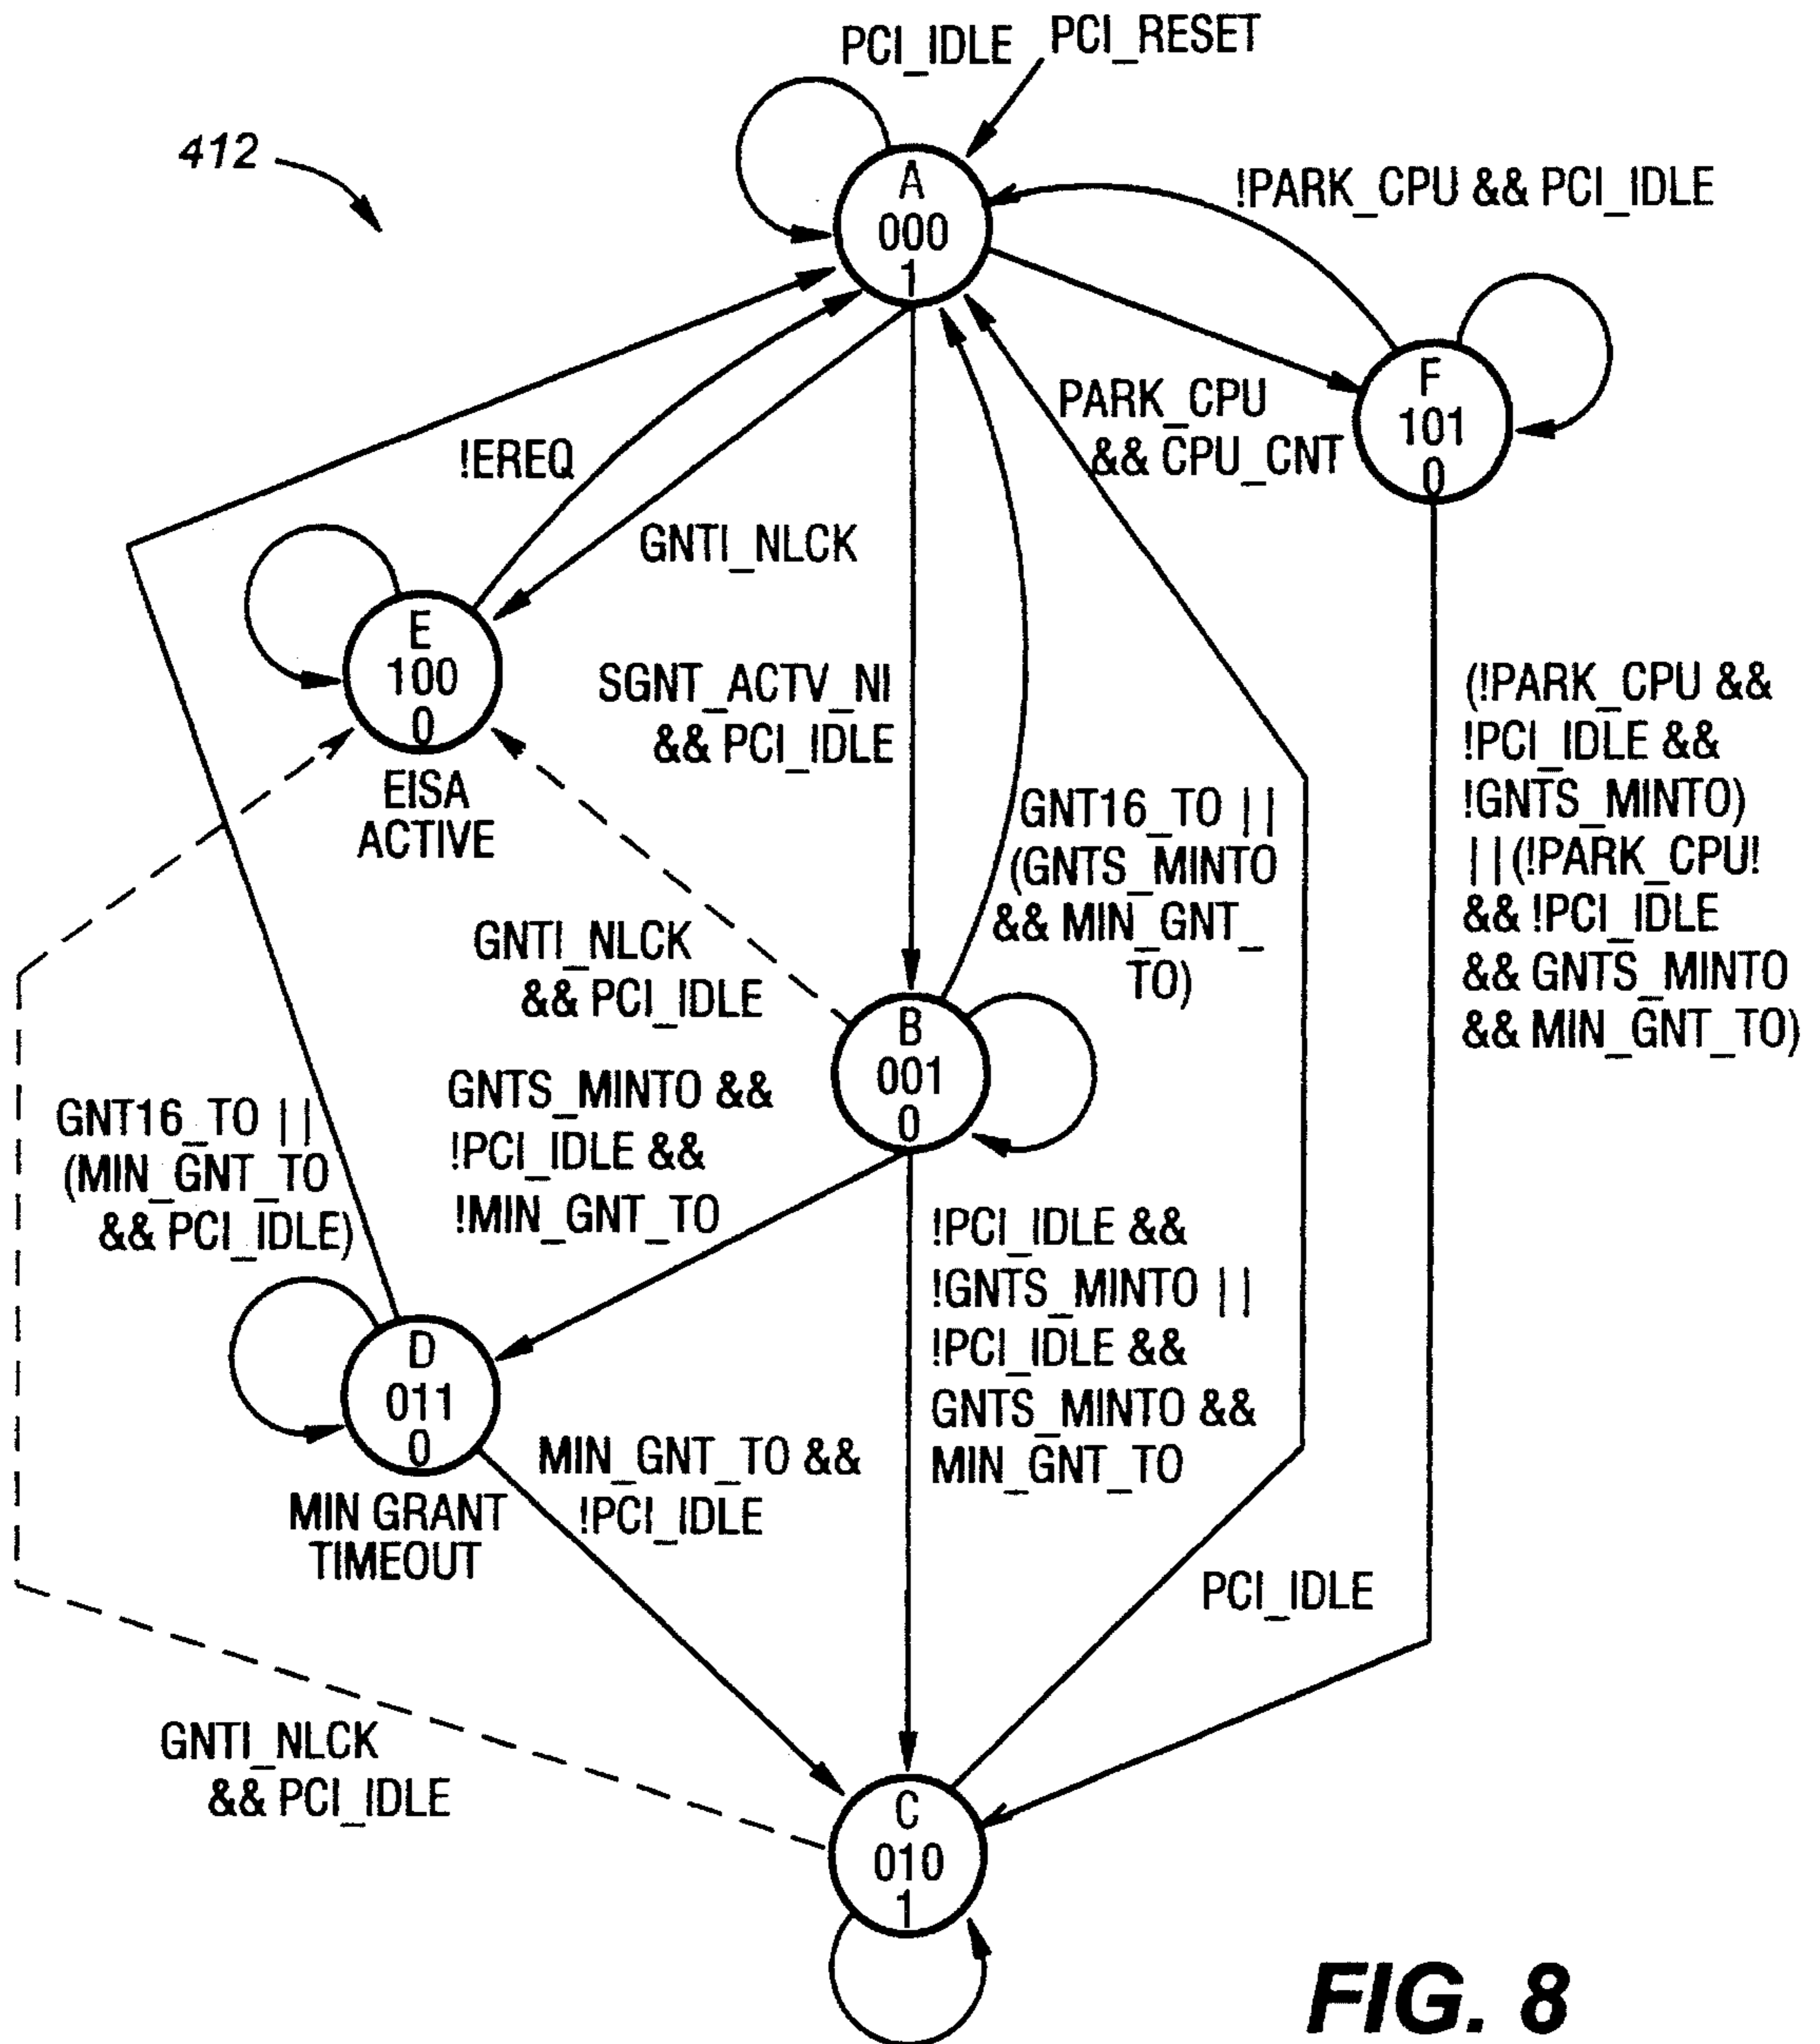 PCI_IDLE
PCI_RESET
412
A
000
1
!PARK_CPU && PCI_IDLE
F
101
0
PARK_CPU
&& CPU_CNT
!EREQ
GNTI_NLCK
E
100
0
EISA
ACTIVE
SGNT_ACTV_NI
&& PCI_IDLE
(!PARK_CPU &&
!PCI_IDLE &&
!GNTS_MINTO)
||(!PARK_CPU!
&& !PCI_IDLE
&& GNTS_MINTO
&& MIN_GNT_TO)
GNT16_TO ||
(GNTS_MINTO
&& MIN_GNT_
TO)
GNTI_NLCK
&& PCI_IDLE
B
001
0
GNTS_MINTO &&
!PCI_IDLE &&
!MIN_GNT_TO
GNT16_TO ||
(MIN_GNT_TO
&& PCI_IDLE)
!PCI_IDLE &&
!GNTS_MINTO ||
!PCI_IDLE &&
GNTS_MINTO &&
MIN_GNT_TO
D
011
0
MIN GRANT
TIMEOUT
MIN_GNT_TO &&
!PCI_IDLE
PCI_IDLE
GNTI_NLCK
&& PCI_IDLE
C
010
1
FIG. 8